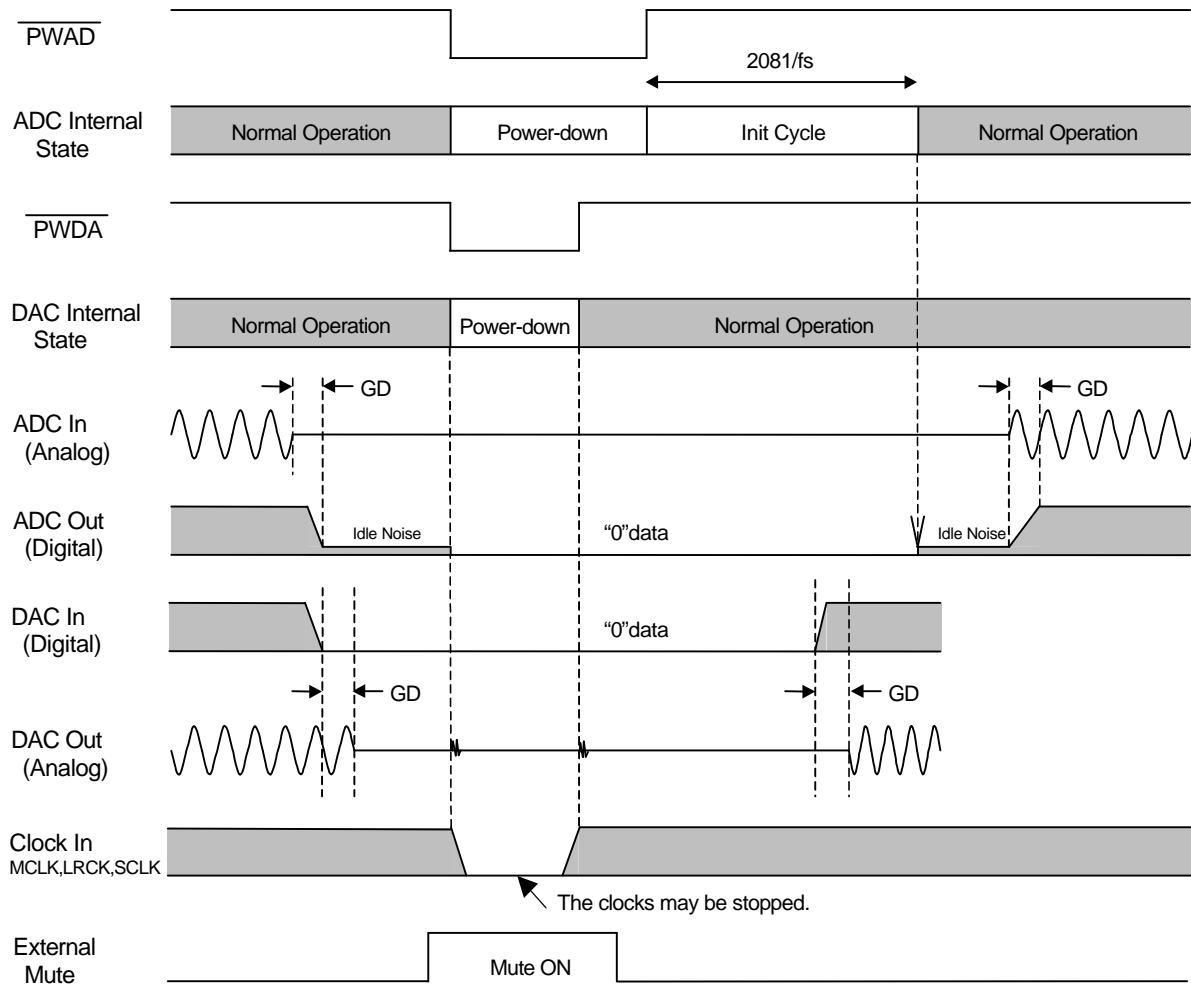 PWAD
2081/fs
ADC Internal
State
Normal Operation
Power-down
Init Cycle
Normal Operation
PWDA
DAC Internal
State
Normal Operation
Power-down
Normal Operation
GD
GD
ADC In
(Analog)
ADC Out
(Digital)
Idle Noise
“0”data
Idle Noise
DAC In
(Digital)
“0”data
GD
GD
DAC Out
(Analog)
Clock In
MCLK,LRCK,SCLK
The clocks may be stopped.
External
Mute
Mute ON